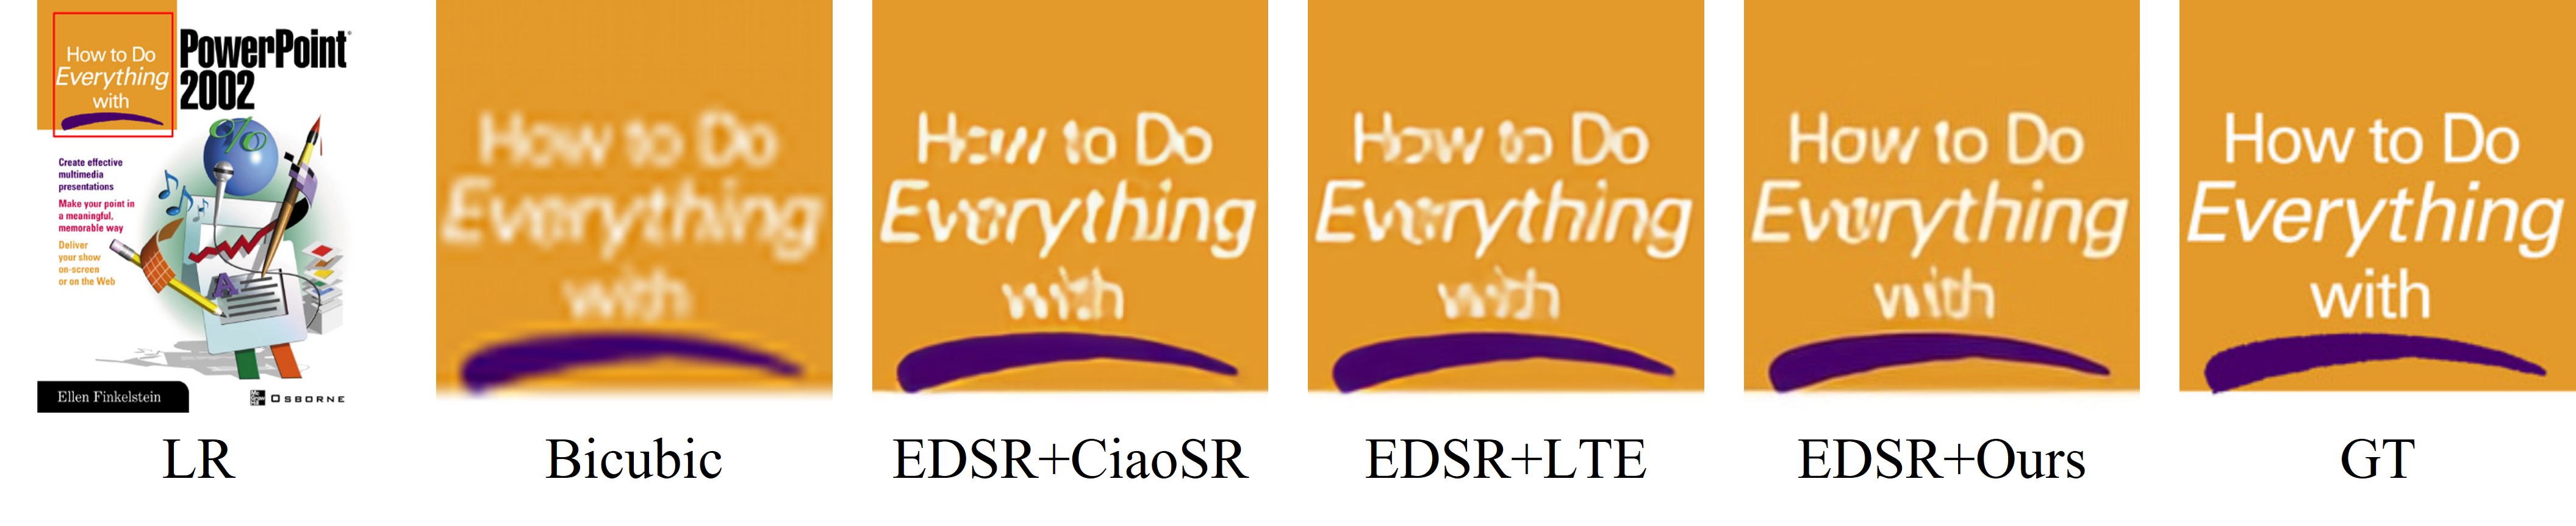 How to Do
Everything
with
PowerPoint®
2002
Create effective
multimedia
presentations
Make your point in
a meaningful,
memorable way
Deliver
your show
on-screen
or on the Web
%
A
Ellen Finkelstein
OSBORNE
LR
How to Do
Everything
with
Bicubic
How to Do
Everything
with
EDSR+CiaoSR
How to Do
Everything
with
EDSR+LTE
How to Do
Everything
with
EDSR+Ours
How to Do
Everything
with
GT